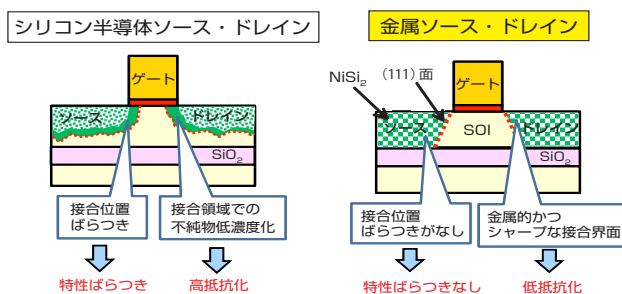 シリコン半導体ソース・ドレイン
ゲート
ソース
ドレイン
SiO₂
接合位置
ばらつき
接合領域での
不純物低濃度化
特性ばらつき
高抵抗化
金属ソース・ドレイン
NiSi₂
(111) 面
ゲート
ソース
SOI
ドレイン
SiO₂
接合位置
ばらつきがなし
金属的かつ
シャープな接合界面
特性ばらつきなし
低抵抗化